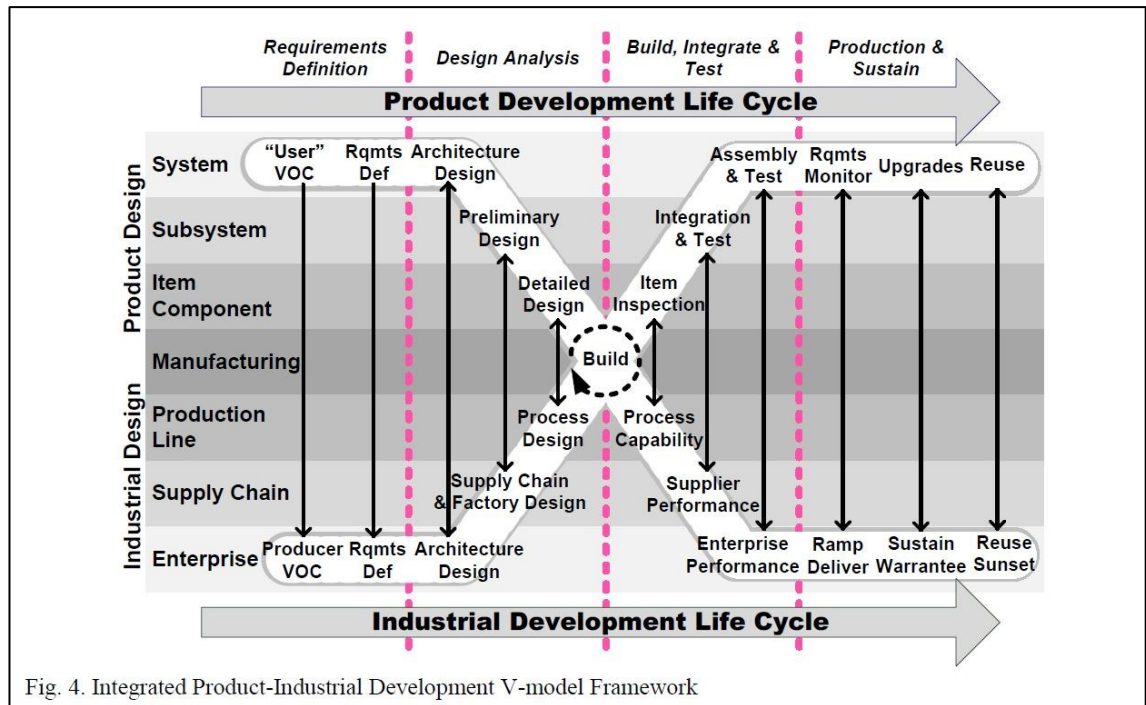 Requirements
Definition
Design Analysis
Build, Integrate &
Test
Production &
Sustain
Product Development Life Cycle
Product Design
Industrial Design
System
"User"
VOC
Rqmts
Def
Architecture
Design
Assembly
& Test
Rqmts
Monitor
Upgrades
Reuse
Subsystem
Preliminary
Design
Integration
& Test
Item
Component
Detailed
Design
Item
Inspection
Manufacturing
Build
Production
Line
Process
Design
Process
Capability
Supply Chain
Supply Chain
& Factory Design
Supplier
Performance
Enterprise
Producer
VOC
Rqmts
Def
Architecture
Design
Enterprise
Performance
Ramp
Deliver
Sustain
Warrantee
Reuse
Sunset
Industrial Development Life Cycle
Fig. 4. Integrated Product-Industrial Development V-model Framework